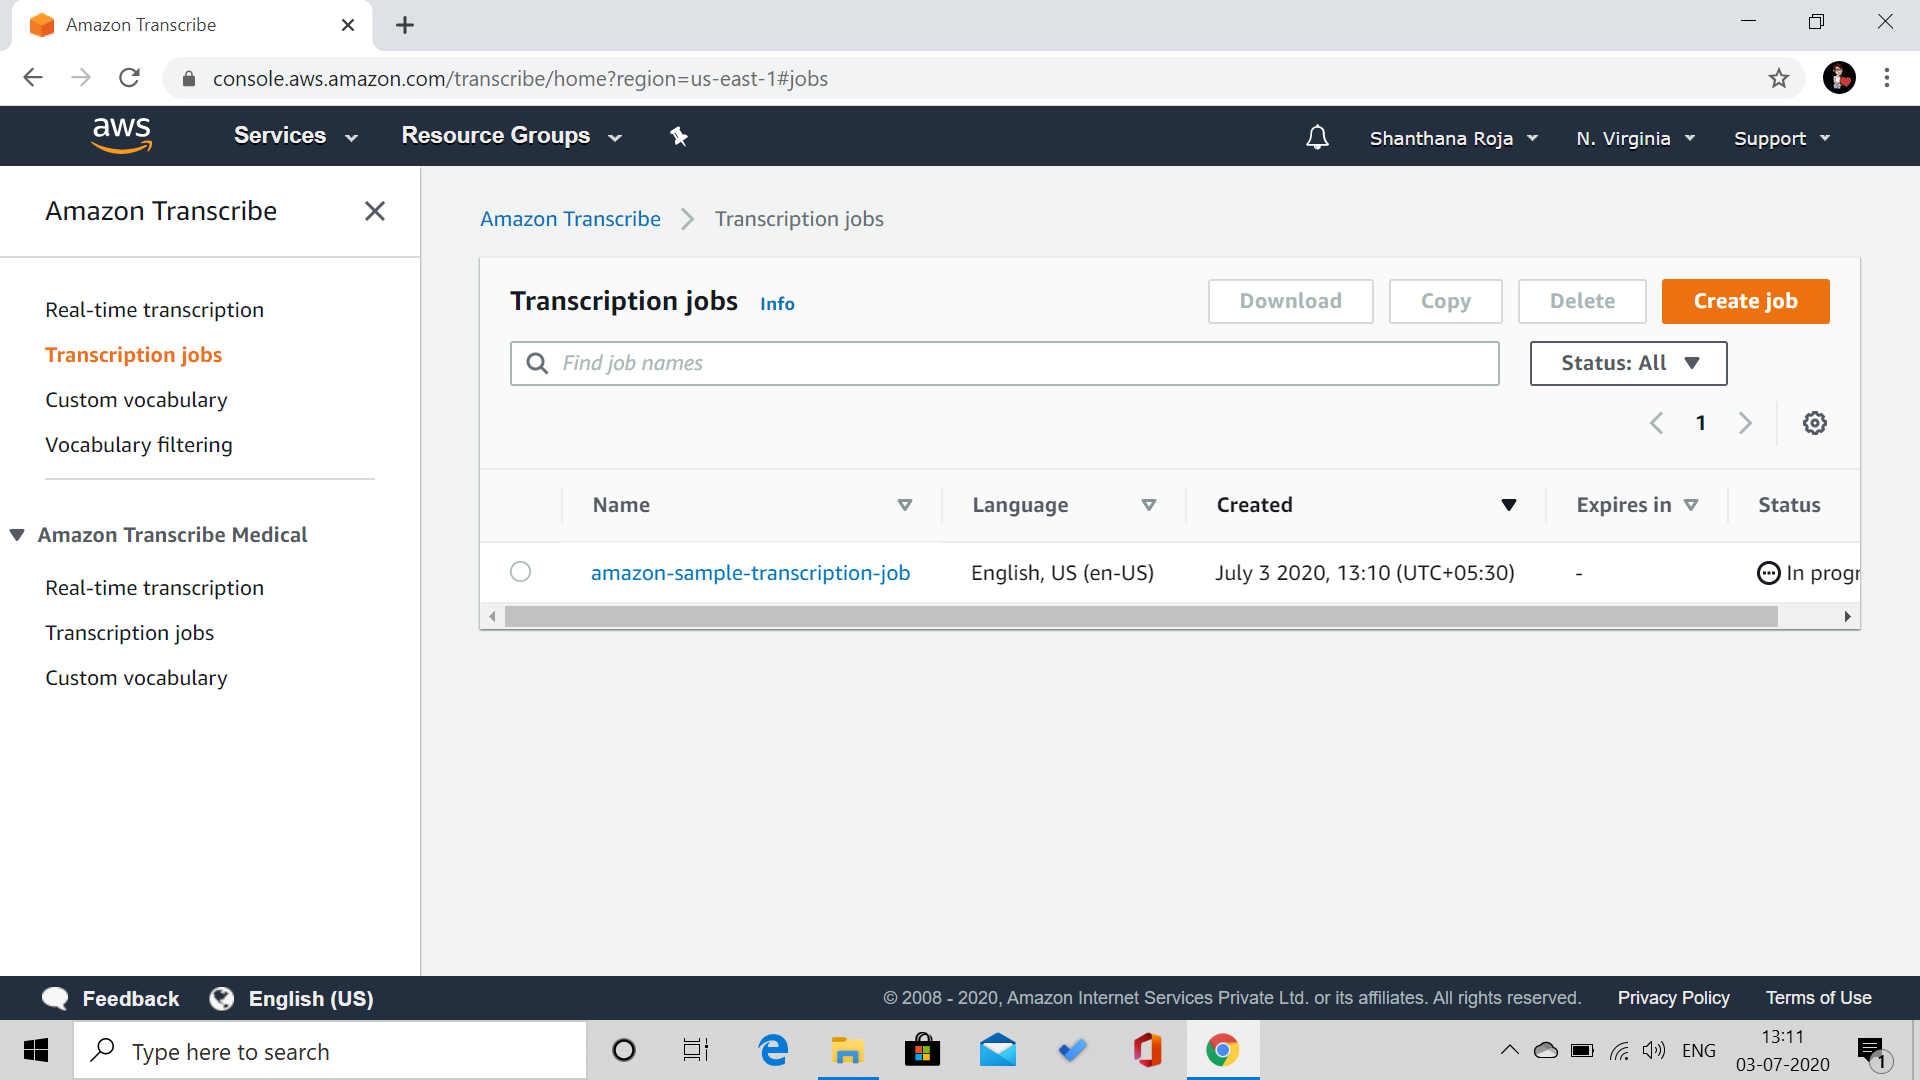 Amazon Transcribe
console.aws.amazon.com/transcribe/home?region=us-east-1#jobs
aws
Services
Resource Groups
Shanthana Roja
N. Virginia
Support
Amazon Transcribe
Real-time transcription
Transcription jobs
Custom vocabulary
Vocabulary filtering
Amazon Transcribe Medical
Real-time transcription
Transcription jobs
Custom vocabulary
Amazon Transcribe
Transcription jobs
Transcription jobs Info
Download
Copy
Delete
Create job
Find job names
Status: All
1
Name
Language
Created
Expires in
Status
amazon-sample-transcription-job
English, US (en-US)
July 3 2020, 13:10 (UTC+05:30)
-
In progr
Feedback
English (US)
© 2008 - 2020, Amazon Internet Services Private Ltd. or its affiliates. All rights reserved.
Privacy Policy
Terms of Use
Type here to search
ENG
13:11
03-07-2020
1